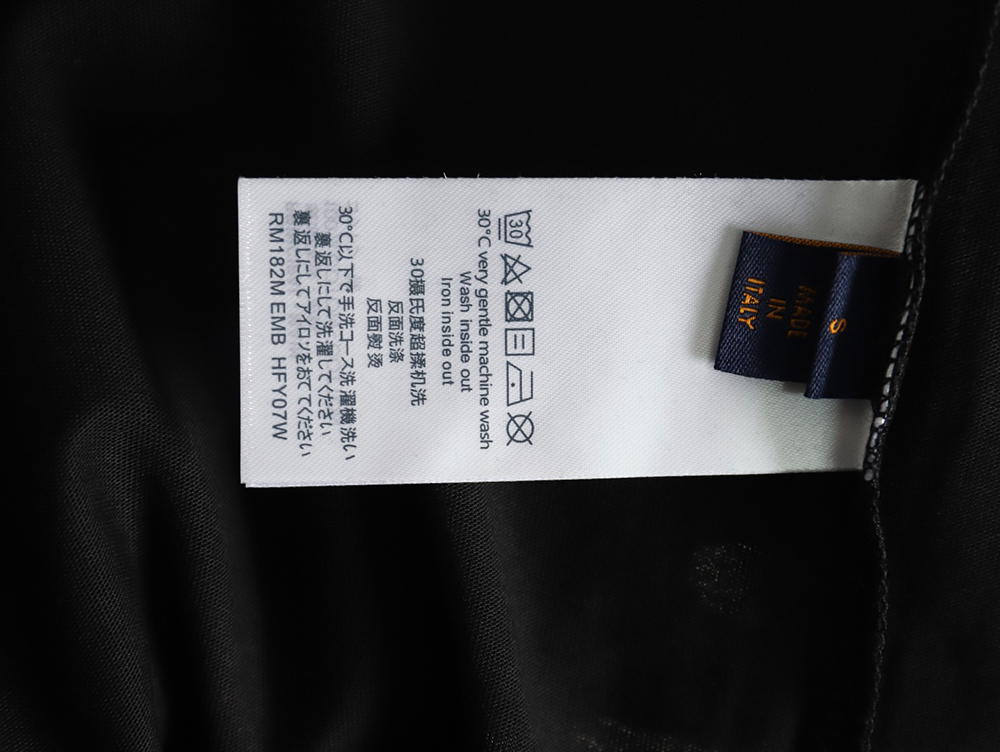 S
MADE
IN
ITALY
30
30°C very gentle machine wash
Wash inside out
Iron inside out
30摄氏度超揉机洗
反面洗涤
反面熨烫
30°C以下で手洗コース洗濯機洗い
裏返しにして洗濯してください
裏返しにしてアイロンをおてください
RM182M EMB HFY07W